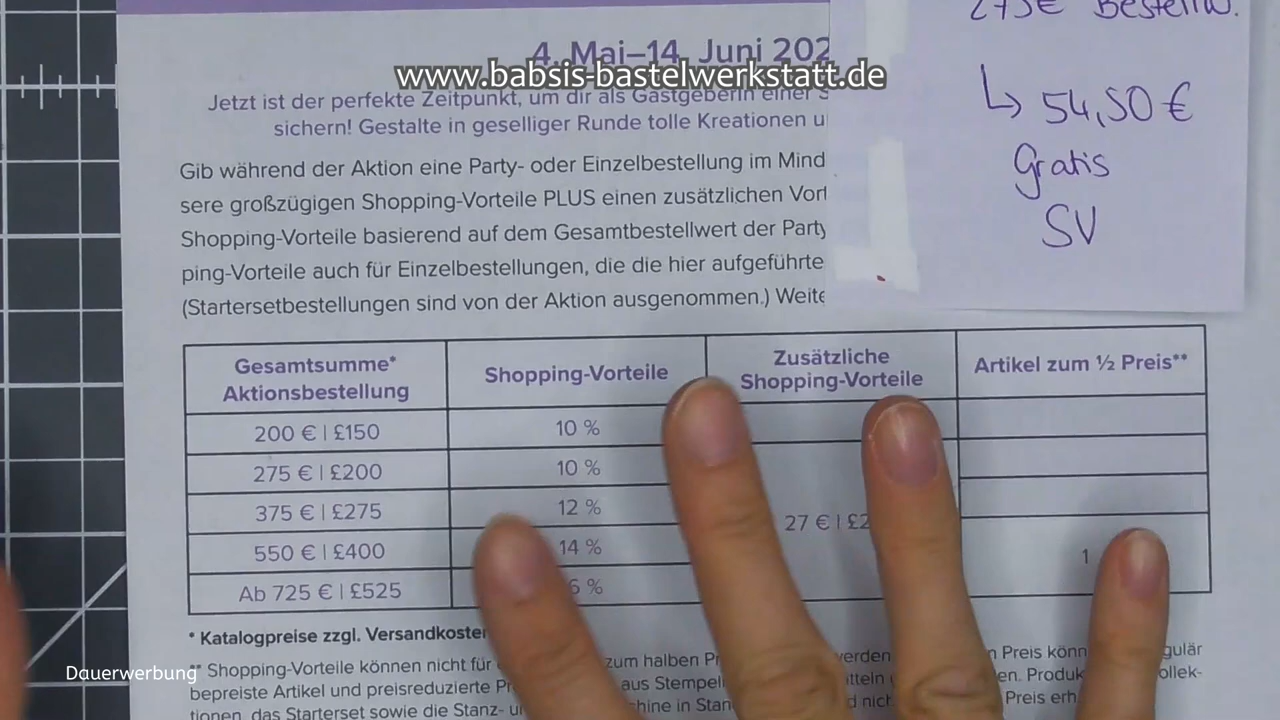 275€ Bestellw.
4. Mai–14. Juni 202
www.babsis-bastelwerkstatt.de
Jetzt ist der perfekte Zeitpunkt, um dir als Gastgeberin einer S
sichern! Gestalte in geselliger Runde tolle Kreationen u
↳ 54,50 €
Gratis
SV
Gib während der Aktion eine Party- oder Einzelbestellung im Mind
sere großzügigen Shopping-Vorteile PLUS einen zusätzlichen Vort
Shopping-Vorteile basierend auf dem Gesamtbestellwert der Party
ping-Vorteile auch für Einzelbestellungen, die die hier aufgeführte
(Startersetbestellungen sind von der Aktion ausgenommen.) Weite
Gesamtsumme*
Aktionsbestellung
Shopping-Vorteile
Zusätzliche
Shopping-Vorteile
Artikel zum ½ Preis**
200 € | £150 10 %
275 € | £200 10 %
375 € | £275 12 %
27 € | £2
550 € | £400 14 %
1
Ab 725 € | £525 6 %
* Katalogpreise zzgl. Versandkosten
** Shopping-Vorteile können nicht für zum halben Pr werden Preis könn gulär
Dauerwerbung
bepreiste Artikel und preisreduzierte Pr aus Stempel en. Produk ollek-
tionen, das Starterset sowie die Stanz- u hine in Stan d nic Preis erh